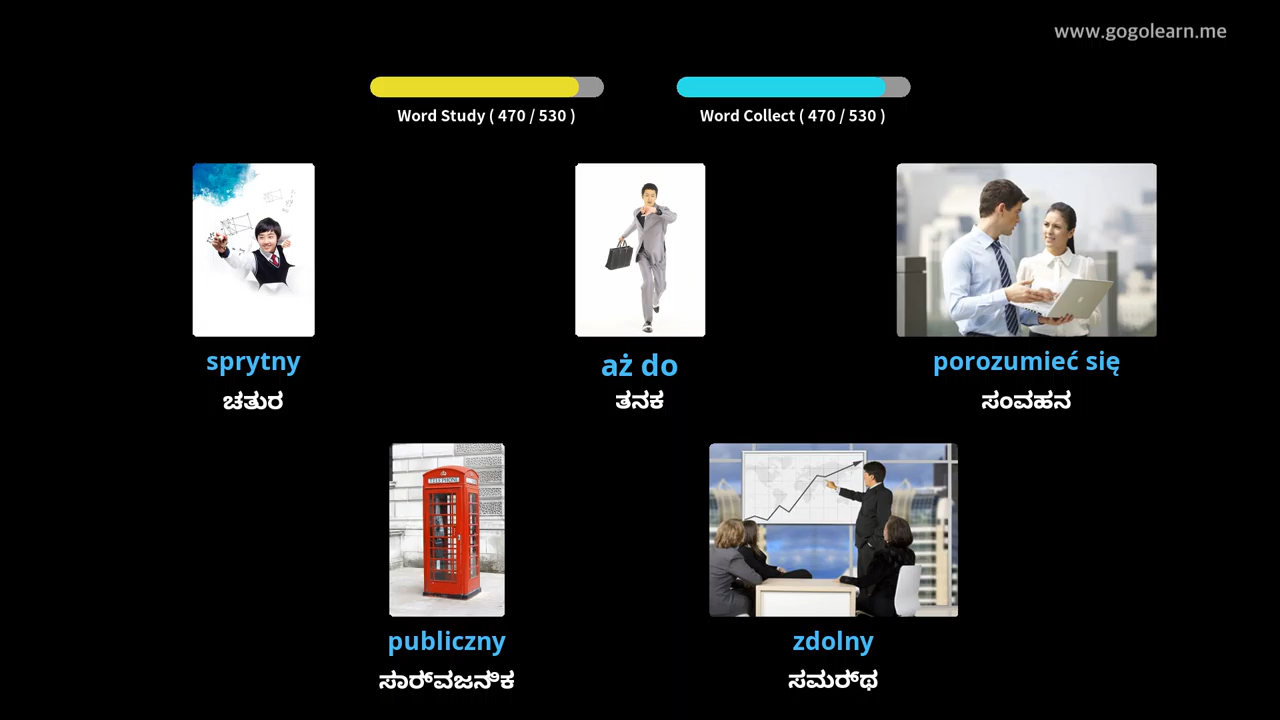 www.gogolearn.me
Word Study ( 470 / 530 )
Word Collect ( 470 / 530 )
sprytny
ಚತುರ
aż do
ತನಕ
porozumieć się
ಸಂವಹನ
TELEPHONE
publiczny
ಸಾರ್ವಜನಿಕ
zdolny
ಸಮರ್ಥ